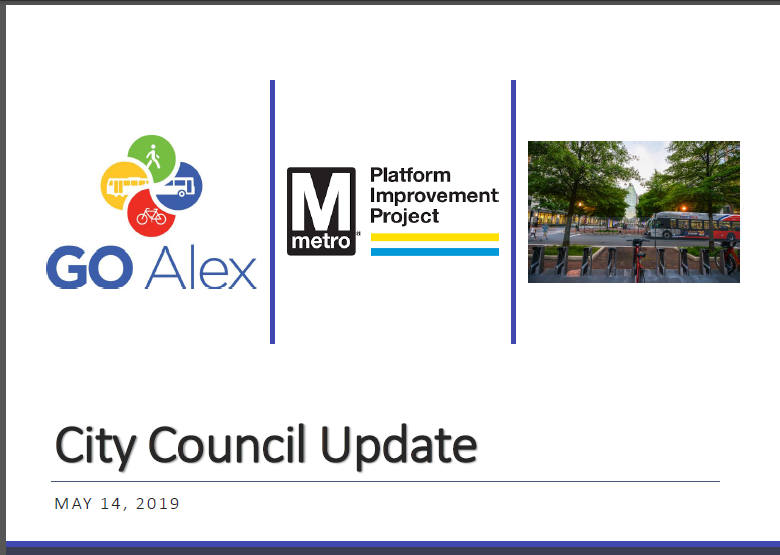 GO Alex
M
metro
Platform
Improvement
Project
City Council Update
MAY 14, 2019